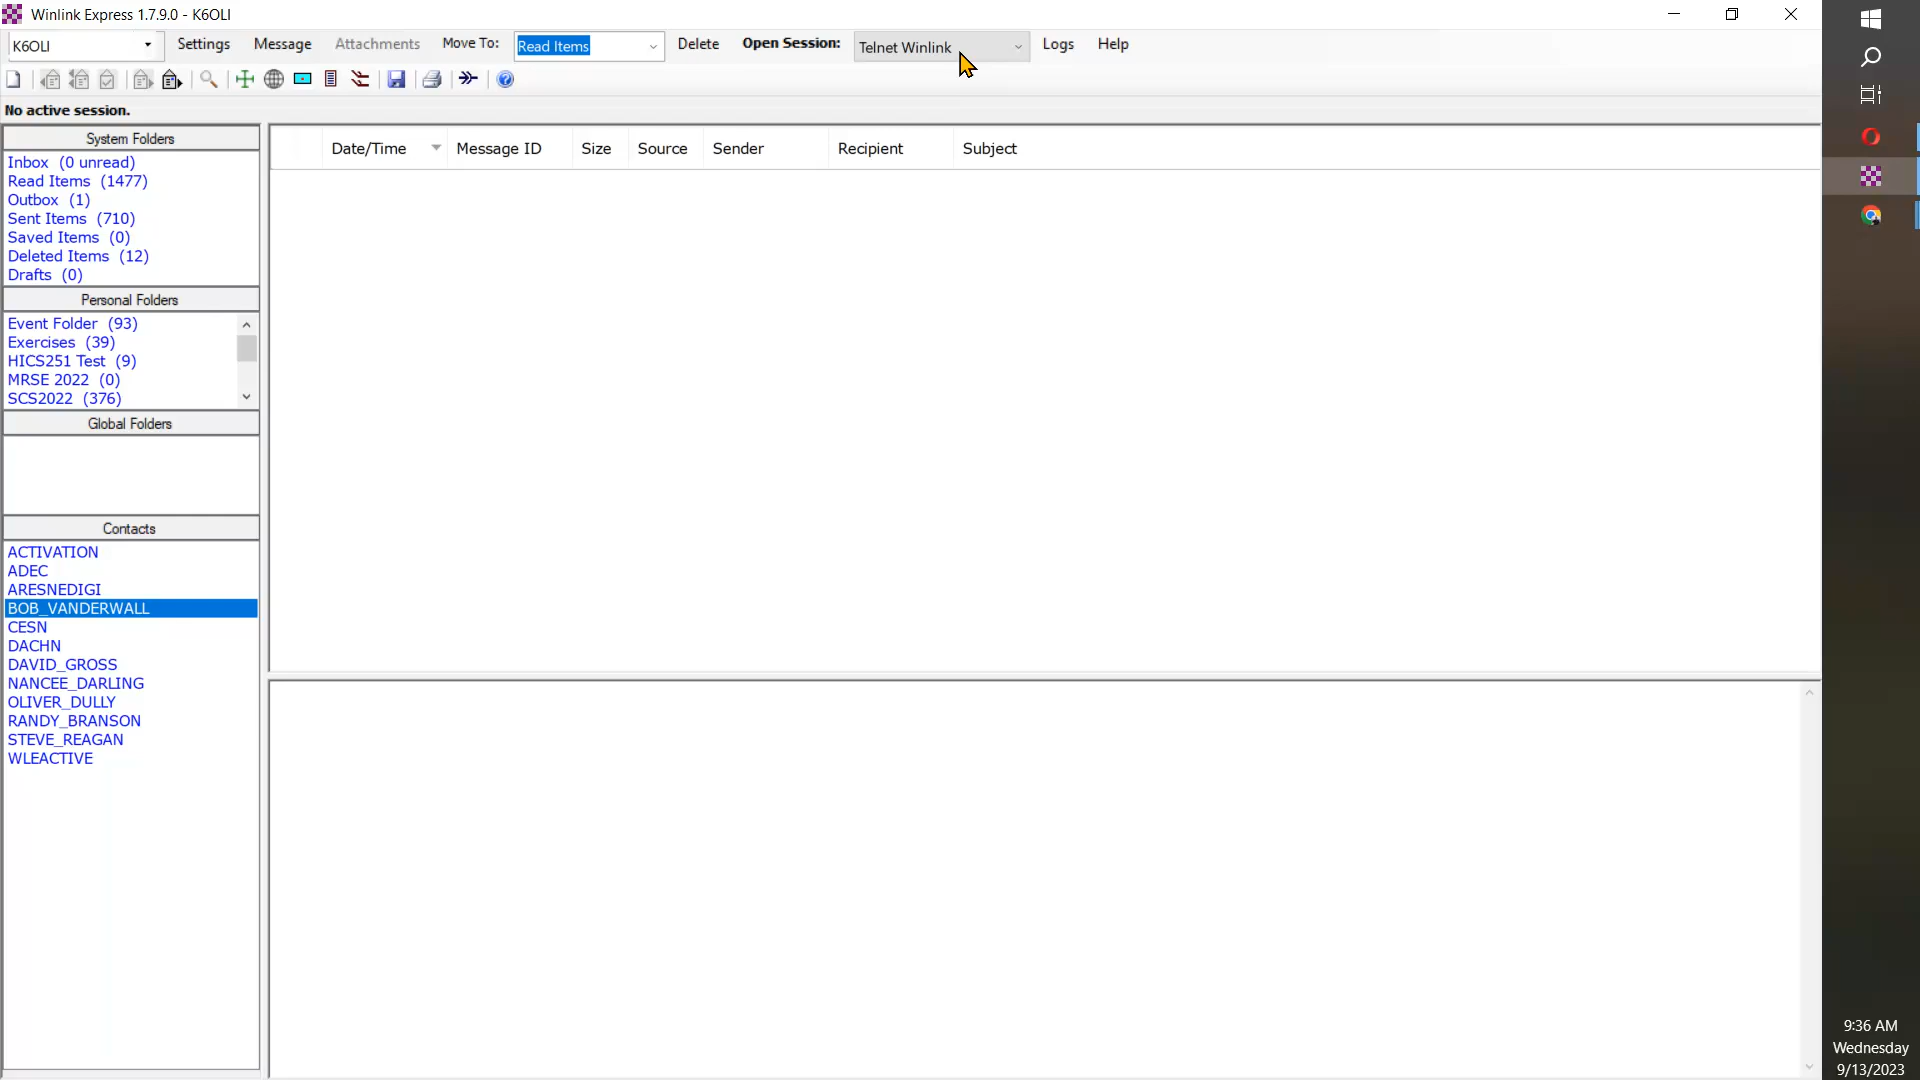 Winlink Express 1.7.9.0 - K6OLI
K6OLI Settings Message Attachments Move To: Read Items Delete Open Session: Telnet Winlink Logs Help
No active session.
System Folders
Inbox (0 unread)
Read Items (1477)
Outbox (1)
Sent Items (710)
Saved Items (0)
Deleted Items (12)
Drafts (0)
Personal Folders
Event Folder (93)
Exercises (39)
HICS251 Test (9)
MRSE 2022 (0)
SCS2022 (376)
Global Folders
Contacts
ACTIVATION
ADEC
ARESNEDIGI
BOB_VANDERWALL
CESN
DACHN
DAVID_GROSS
NANCEE_DARLING
OLIVER_DULLY
RANDY_BRANSON
STEVE_REAGAN
WLEACTIVE
Date/Time Message ID Size Source Sender Recipient Subject
9:36 AM
Wednesday
9/13/2023